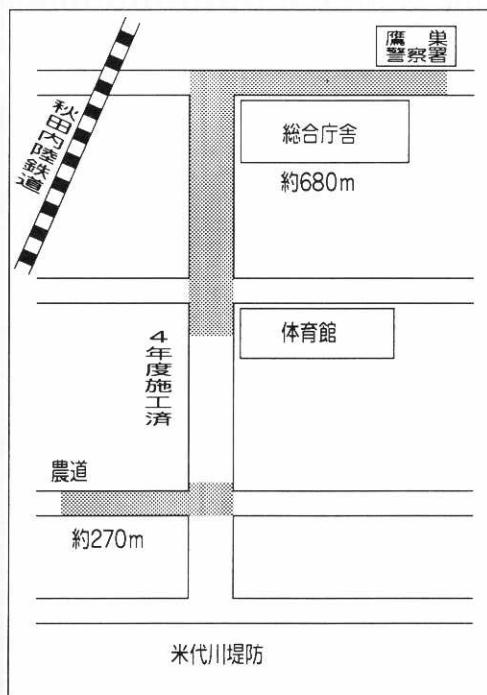 鷹巣
警察署
秋田内陸鉄道
総合庁舎
約680m
体育館
4年度施工済
農道
約270m
米代川堤防